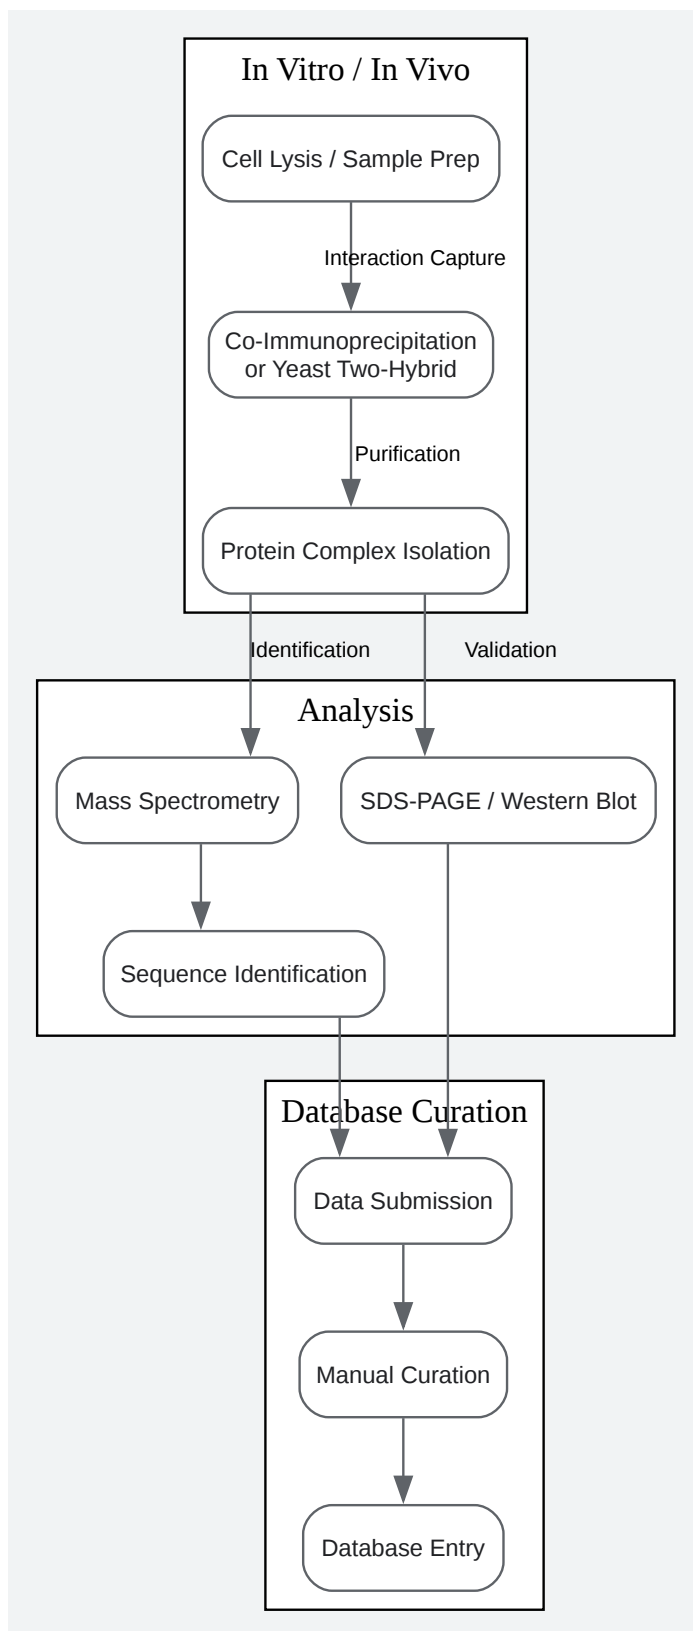 In Vitro / In Vivo
Cell Lysis / Sample Prep
Interaction Capture
Co-Immunoprecipitation
or Yeast Two-Hybrid
Purification
Protein Complex Isolation
Identification
Validation
Analysis
Mass Spectrometry
SDS-PAGE / Western Blot
Sequence Identification
Database Curation
Data Submission
Manual Curation
Database Entry